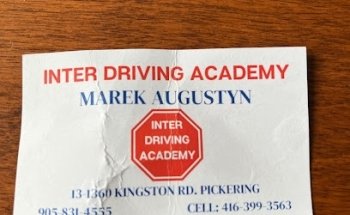 INTER DRIVING ACADEMY
MAREK AUGUSTYN
INTER
DRIVING
ACADEMY
13-1360 KINGSTON RD. PICKERING
905-831-4555 CELL: 416-399-3563